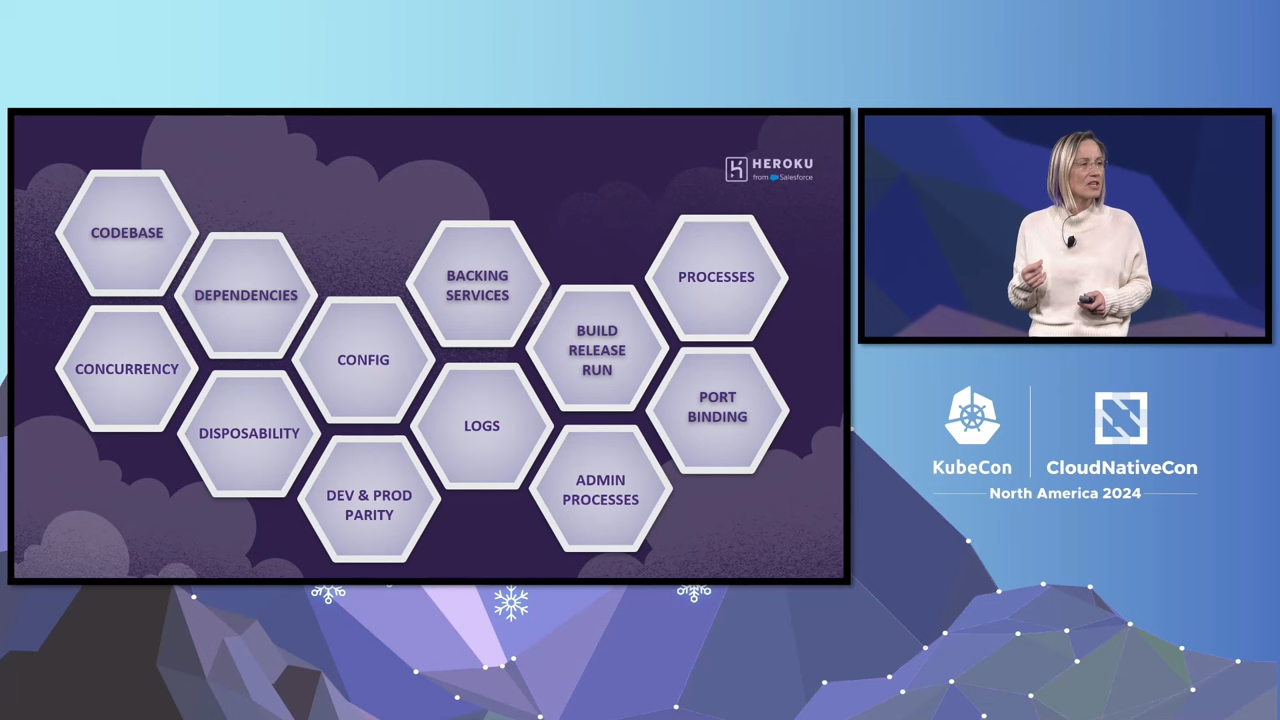 HEROKU
from Salesforce
CODEBASE
DEPENDENCIES
CONCURRENCY
CONFIG
DISPOSABILITY
DEV & PROD
PARITY
BACKING
SERVICES
LOGS
BUILD
RELEASE
RUN
ADMIN
PROCESSES
PROCESSES
PORT
BINDING
KubeCon
CloudNativeCon
North America 2024